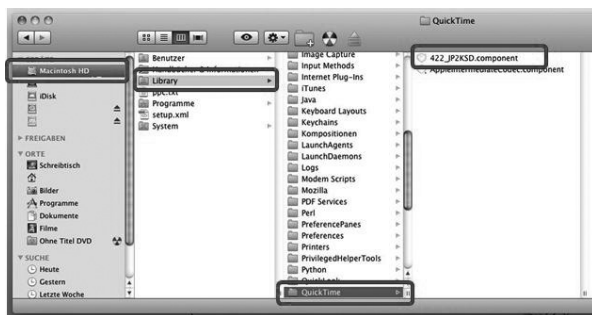 QuickTime
Macintosh HD
iDisk
FREIGABEN
ORTE
Schreibtisch
Bilder
Programme
Dokumente
Filme
Ohne Titel DVD
SUCHE
Heute
Gestern
Letzte Woche
Benutzer
Library
ppc.txt
Programme
setup.xml
System
Image Capture
Input Methods
Internet Plug-Ins
iTunes
Java
Keyboard Layouts
Keychains
Kompositionen
LaunchAgents
LaunchDaemons
Logs
Modem Scripts
Mozilla
PDF Services
Perl
PreferencePanes
Preferences
Printers
PrivilegedHelperTools
Python
QuickLook
QuickTime
422_JP2KSD.component
AppleIntermediateCodec.component